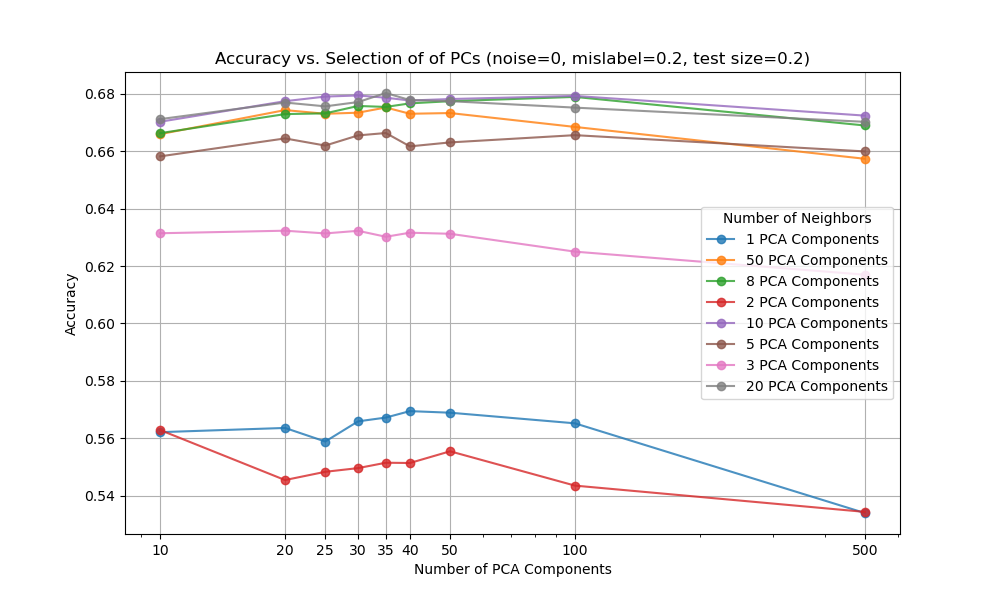 Accuracy vs. Selection of of PCs (noise=0, mislabel=0.2, test size=0.2)
0.68
0.66
0.64
0.62
0.60
0.58
0.56
0.54
Accuracy
Number of Neighbors
1 PCA Components
50 PCA Components
8 PCA Components
2 PCA Components
10 PCA Components
5 PCA Components
3 PCA Components
20 PCA Components
10 20 25 30 35 40 50 100 500
Number of PCA Components